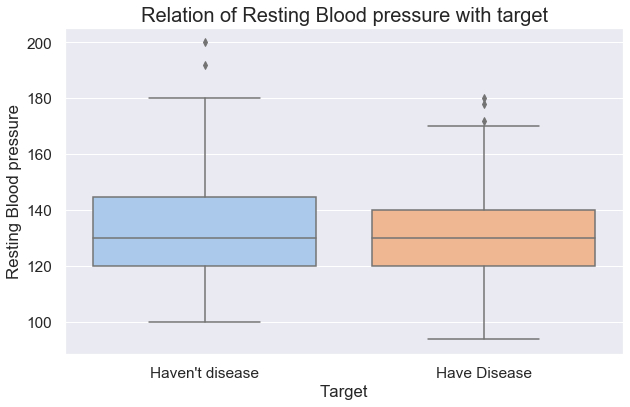 Relation of Resting Blood pressure with target
Resting Blood pressure
200
180
160
140
120
100
Haven't disease
Have Disease
Target